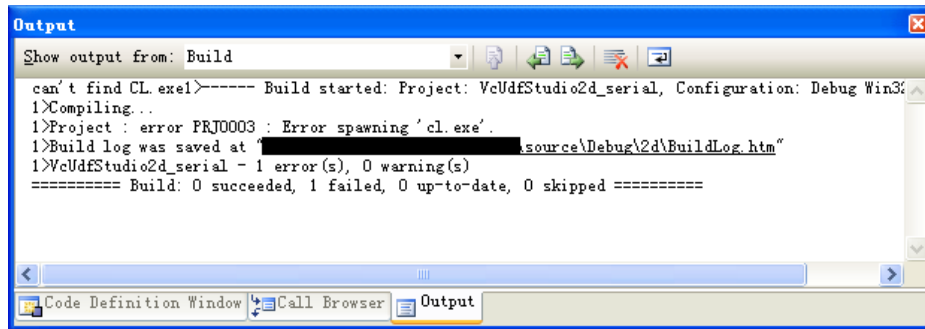 Output
Show output from: Build
can't find CL.exe1>------ Build started: Project: VcUdfStudio2d_serial, Configuration: Debug Win32
1>Compiling...
1>Project : error PRJ0003 : Error spawning 'cl.exe'.
1>Build log was saved at "\source\Debug\2d\BuildLog.htm"
1>VcUdfStudio2d_serial - 1 error(s), 0 warning(s)
========== Build: 0 succeeded, 1 failed, 0 up-to-date, 0 skipped ==========
Code Definition Window Call Browser Output